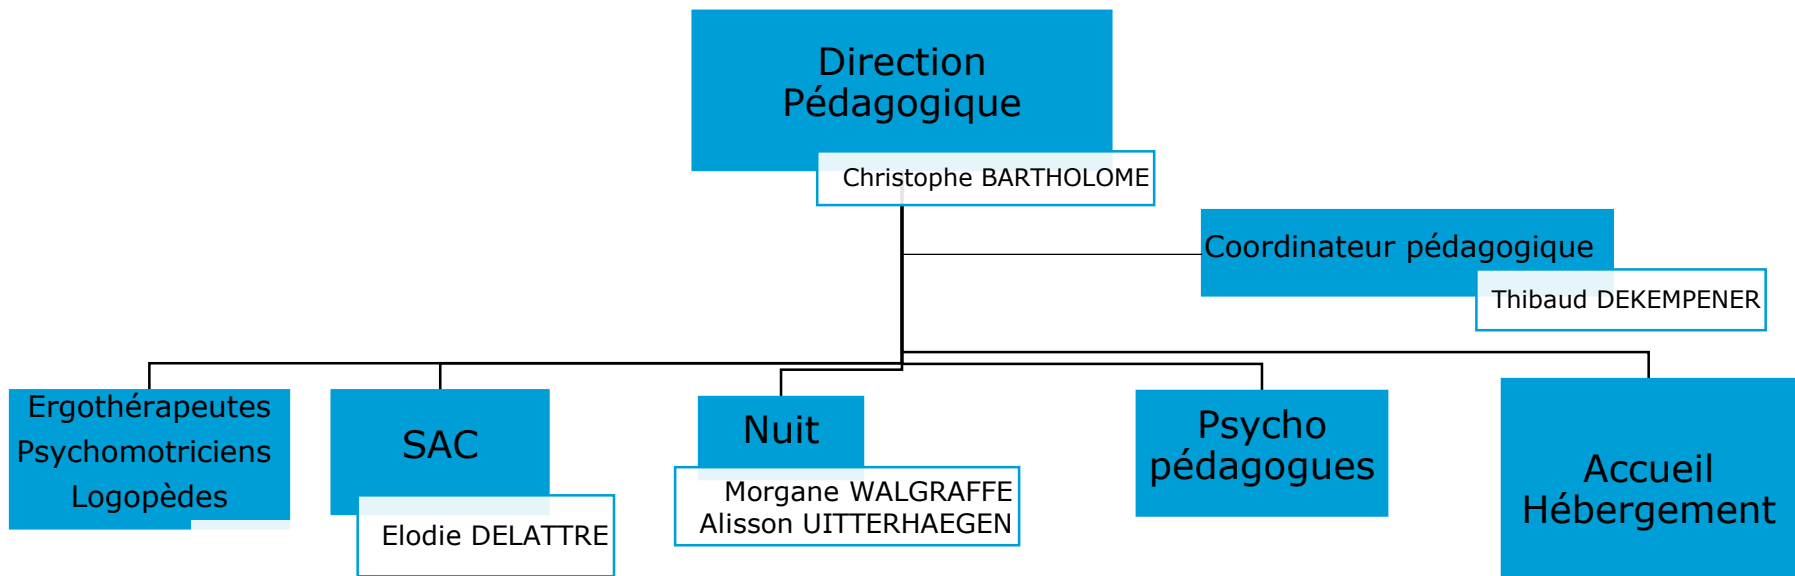 Direction
Pédagogique
Christophe BARTHOLOME
Coordinateur pédagogique
Thibaud DEKEMPENER
Ergothérapeutes
Psychomotriciens
Logopèdes
SAC
Elodie DELATTRE
Nuit
Morgane WALGRAFFE
Alisson UITTERHAEGEN
Psycho
pédagogues
Accueil
Hébergement